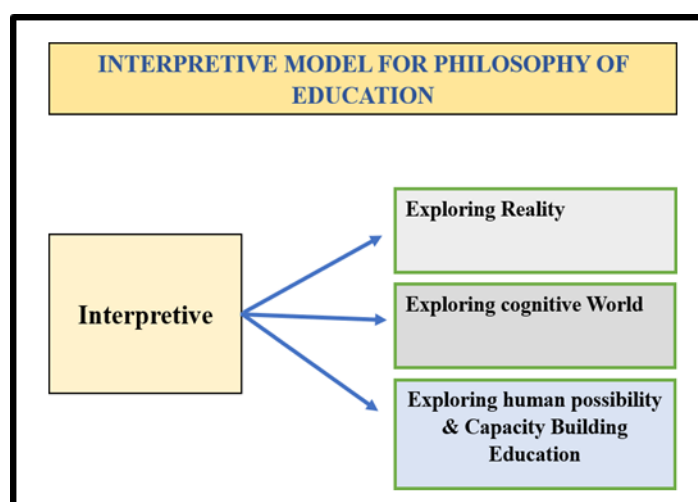 INTERPRETIVE MODEL FOR PHILOSOPHY OF
EDUCATION
Exploring Reality
Interpretive
Exploring cognitive World
Exploring human possibility
& Capacity Building
Education